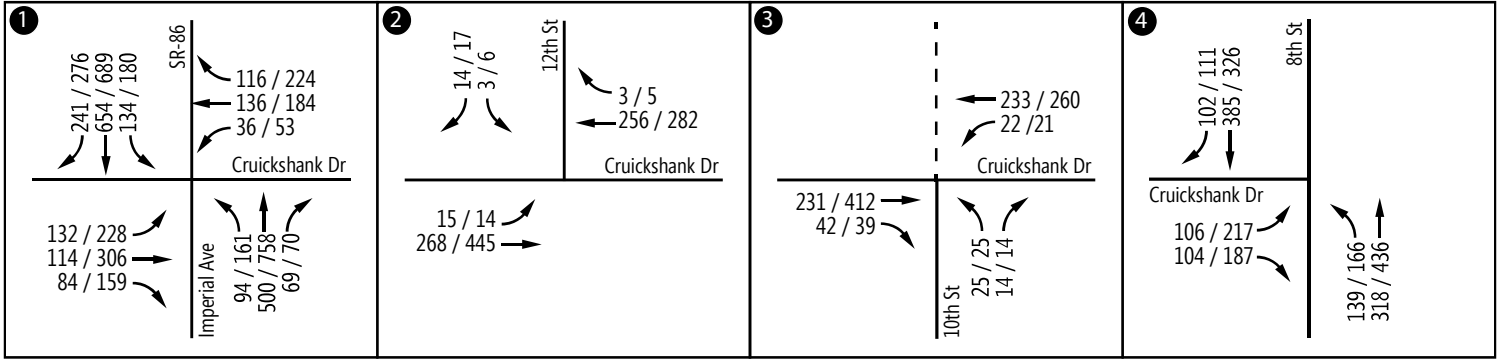 1
SR-86
241 / 276
654 / 689
134 / 180
116 / 224
136 / 184
36 / 53
Cruickshank Dr
132 / 228
114 / 306
84 / 159
Imperial Ave
94 / 161
500 / 758
69 / 70
2
12th St
14 / 17
3 / 6
3 / 5
256 / 282
Cruickshank Dr
15 / 14
268 / 445
3
233 / 260
22 /21
Cruickshank Dr
231 / 412
42 / 39
10th St
25 / 25
14 / 14
4
8th St
102 / 111
385 / 326
Cruickshank Dr
106 / 217
104 / 187
139 / 166
318 / 436